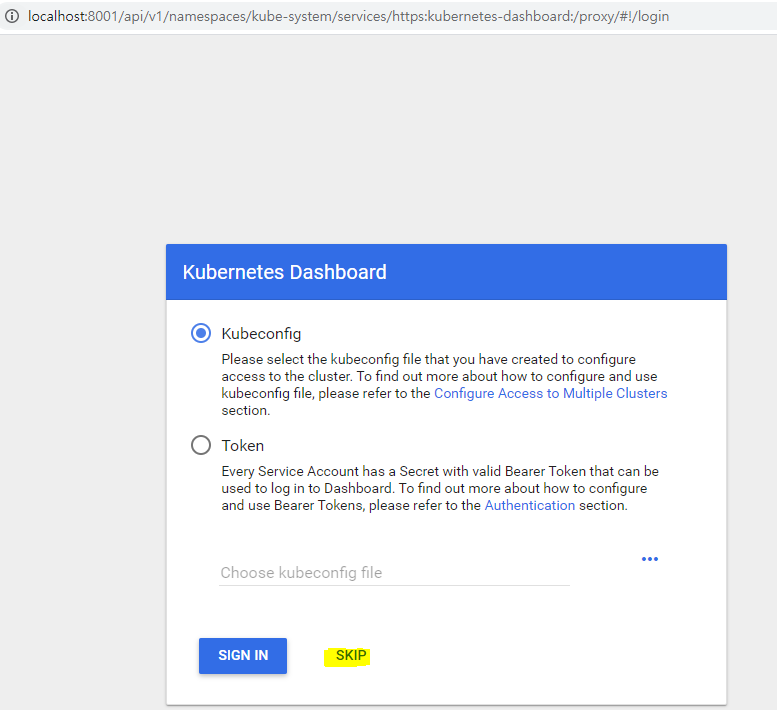 localhost:8001/api/v1/namespaces/kube-system/services/https:kubernetes-dashboard:/proxy/#!/login
Kubernetes Dashboard
Kubeconfig
Please select the kubeconfig file that you have created to configure
access to the cluster. To find out more about how to configure and use
kubeconfig file, please refer to the Configure Access to Multiple Clusters
section.
Token
Every Service Account has a Secret with valid Bearer Token that can be
used to log in to Dashboard. To find out more about how to configure
and use Bearer Tokens, please refer to the Authentication section.
Choose kubeconfig file
SIGN IN
SKIP